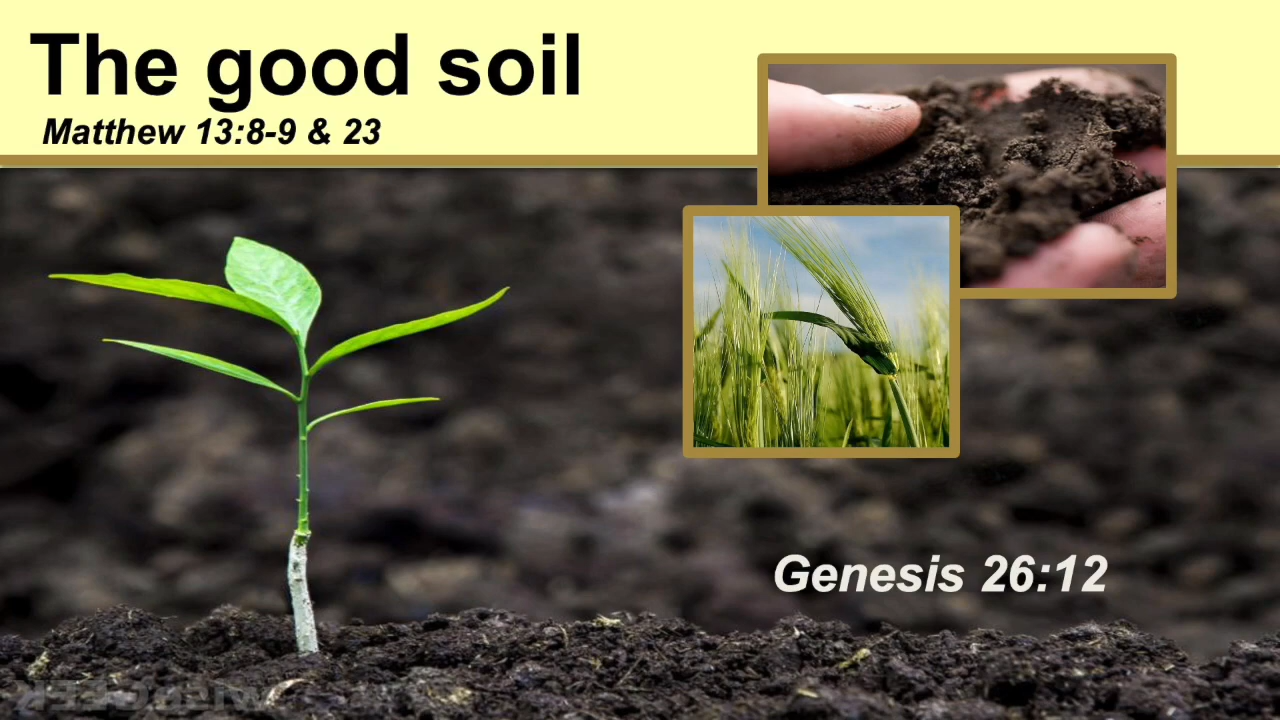 The good soil
Matthew 13:8-9 & 23
Genesis 26:12